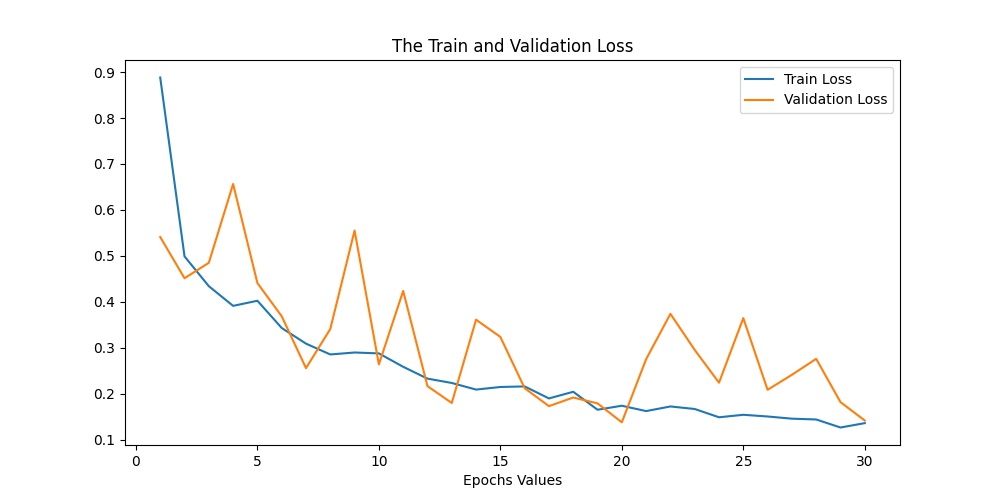 The Train and Validation Loss
Train Loss
Validation Loss
0.9
0.8
0.7
0.6
0.5
0.4
0.3
0.2
0.1
0 5 10 15 20 25 30
Epochs Values